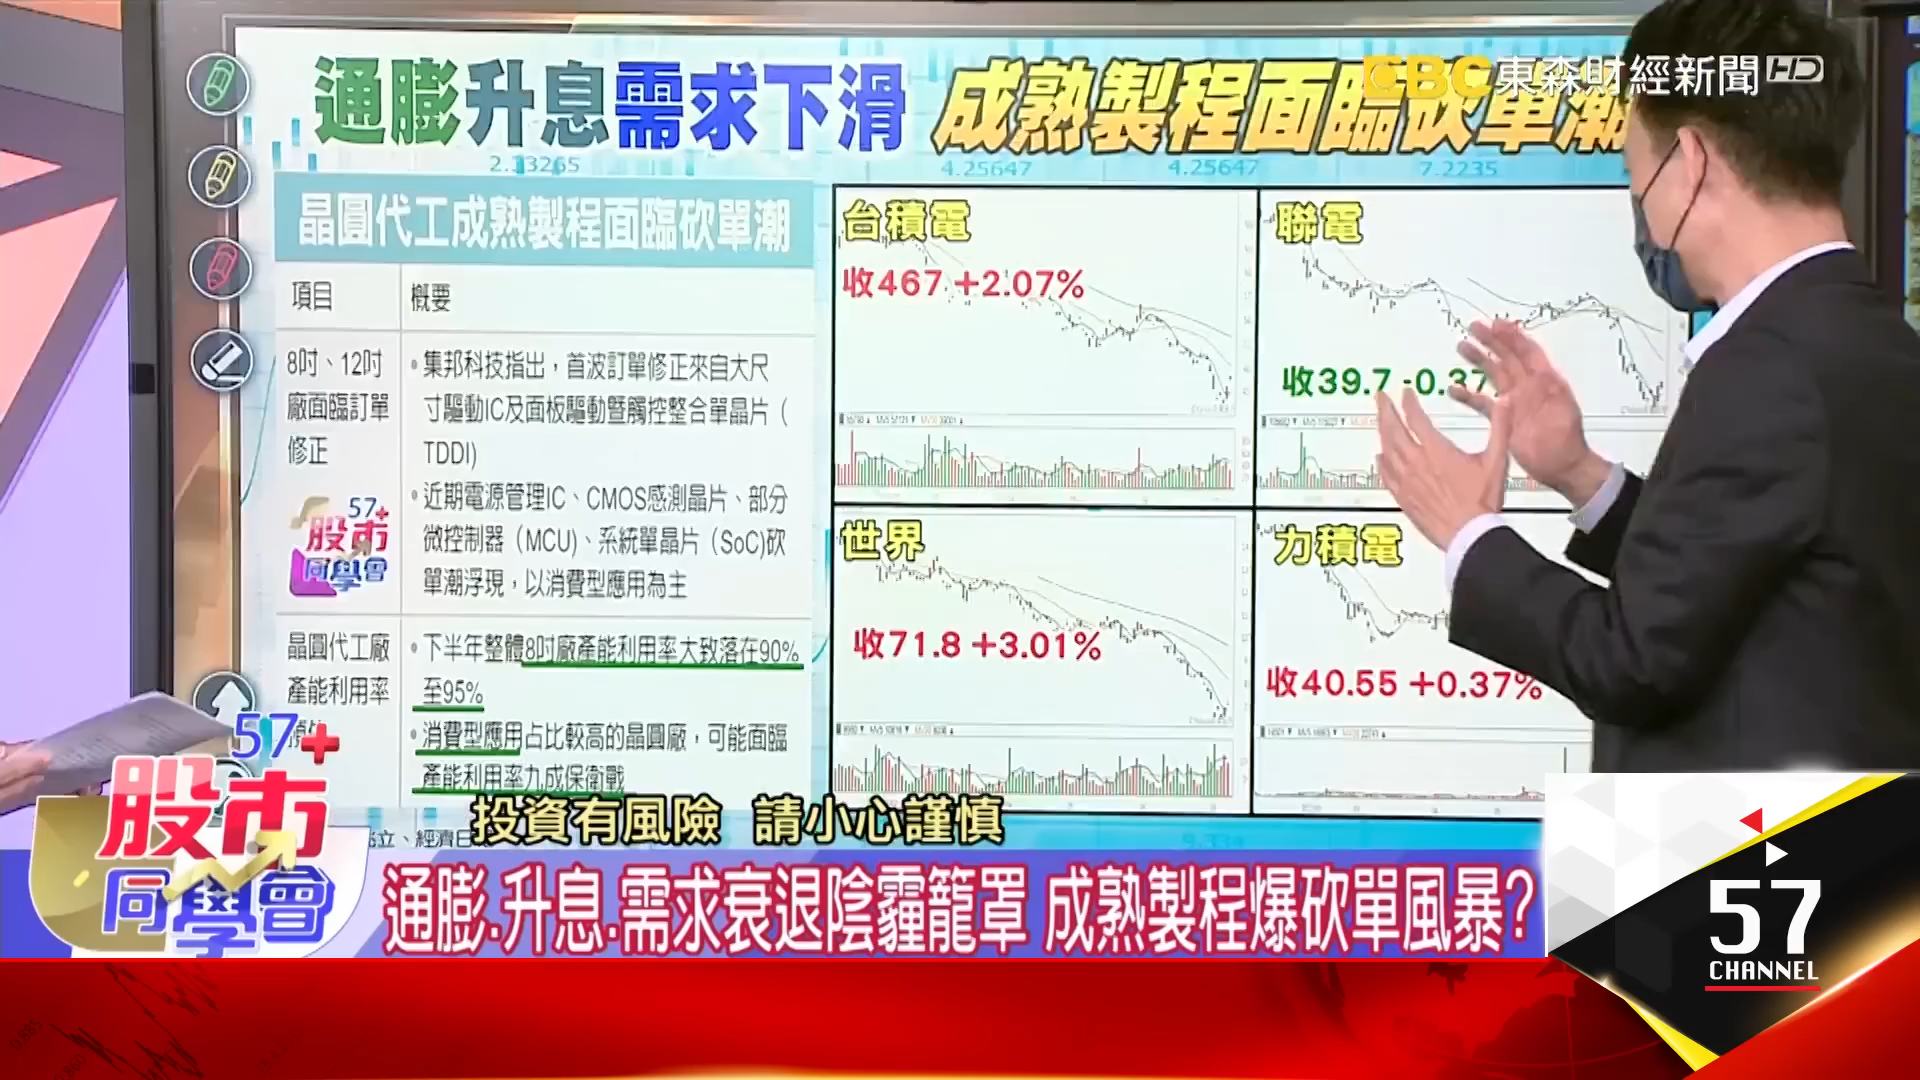 通膨升息需求下滑 成熟製程面臨砍單潮
EBC東森財經新聞HD
2.33265
4.25647
4.25647
7.2235
晶圓代工成熟製程面臨砍單潮
項目
概要
8吋、12吋
廠面臨訂單
修正
集邦科技指出，首波訂單修正來自大尺
寸驅動IC及面板驅動暨觸控整合單晶片（
TDDI)
近期電源管理IC、CMOS感測晶片、部分
微控制器（MCU)、系統單晶片（SoC)砍
單潮浮現，以消費型應用為主
57+
股市
同學會
晶圓代工廠
產能利用率
下半年整體8吋廠產能利用率大致落在90%
至95%
消費型應用占比較高的晶圓廠，可能面臨
產能利用率九成保衛戰
台積電
收467 +2.07%
聯電
收39.7 -0.37
世界
收71.8 +3.01%
力積電
收40.55 +0.37%
57+
股市
同學會
經濟日
投資有風險 請小心謹慎
通膨.升息.需求衰退陰霾籠罩 成熟製程爆砍單風暴?
57
CHANNEL